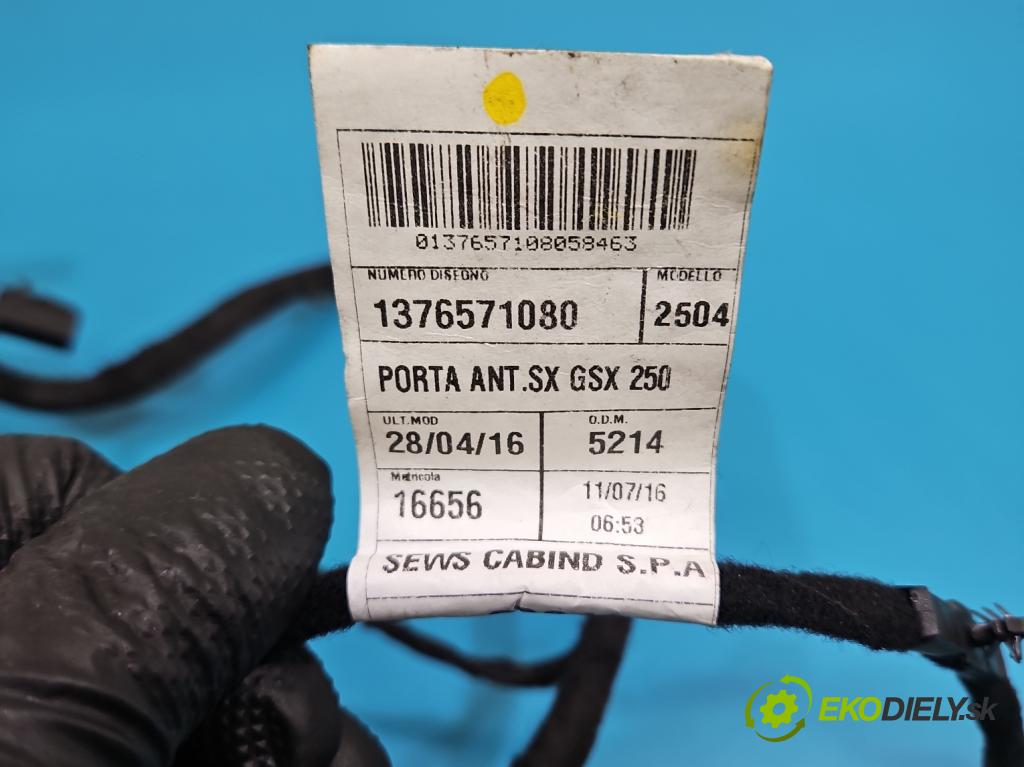 0137657108058463
NUMERO DISEGNO
MODELLO
1376571080
2504
PORTA ANT.SX GSX 250
ULT.MOD
O.D.M.
28/04/16
5214
Matricola
11/07/16
16656
06:53
SEWS CABIND S.P.A
EKODIELY.sk